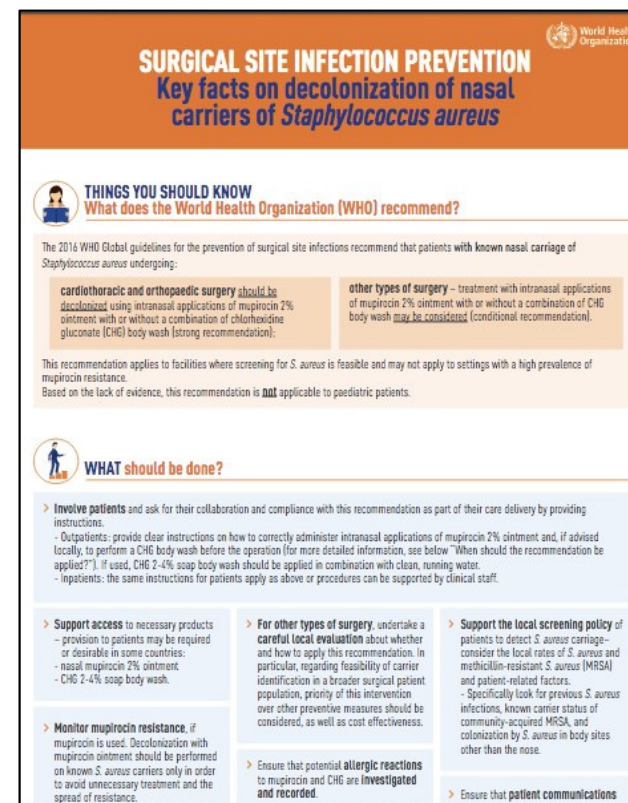 World Heal
Organizatio
SURGICAL SITE INFECTION PREVENTION
Key facts on decolonization of nasal
carriers of Staphylococcus aureus
THINGS YOU SHOULD KNOW
What does the World Health Organization (WHO) recommend?
The 2016 WHO Global guidelines for the prevention of surgical site infections recommend that patients with known nasal carriage of
Staphylococcus aureus undergoing:
cardiothoracic and orthopaedic surgery should be
decolonized using intranasal applications of mupirocin 2%
ointment with or without a combination of chlorhexidine
gluconate (CHG) body wash (strong recommendation);
other types of surgery – treatment with intranasal applications
of mupirocin 2% ointment with or without a combination of CHG
body wash may be considered (conditional recommendation).
This recommendation applies to facilities where screening for S. aureus is feasible and may not apply to settings with a high prevalence of
mupirocin resistance.
Based on the lack of evidence, this recommendation is not applicable to paediatric patients.
WHAT should be done?
> Involve patients and ask for their collaboration and compliance with this recommendation as part of their care delivery by providing
instructions.
- Outpatients: provide clear instructions on how to correctly administer intranasal applications of mupirocin 2% ointment and, if advised
locally, to perform a CHG body wash before the operation (for more detailed information, see below "When should the recommendation be
applied?"). If used, CHG 2-4% soap body wash should be applied in combination with clean, running water.
- Inpatients: the same instructions for patients apply as above or procedures can be supported by clinical staff.
> Support access to necessary products
– provision to patients may be required
or desirable in some countries:
- nasal mupirocin 2% ointment
- CHG 2-4% soap body wash.
> Monitor mupirocin resistance, if
mupirocin is used. Decolonization with
mupirocin ointment should be performed
on known S. aureus carriers only in order
to avoid unnecessary treatment and the
spread of resistance.
> For other types of surgery, undertake a
careful local evaluation about whether
and how to apply this recommendation. In
particular, regarding feasibility of carrier
identification in a broader surgical patient
population, priority of this intervention
over other preventive measures should be
considered, as well as cost effectiveness.
> Ensure that potential allergic reactions
to mupirocin and CHG are investigated
and recorded.
> Support the local screening policy of
patients to detect S. aureus carriage–
consider the local rates of S. aureus and
methicillin-resistant S. aureus (MRSA)
and patient-related factors.
- Specifically look for previous S. aureus
infections, known carrier status of
community-acquired MRSA, and
colonization by S. aureus in body sites
other than the nose.
> Ensure that patient communications